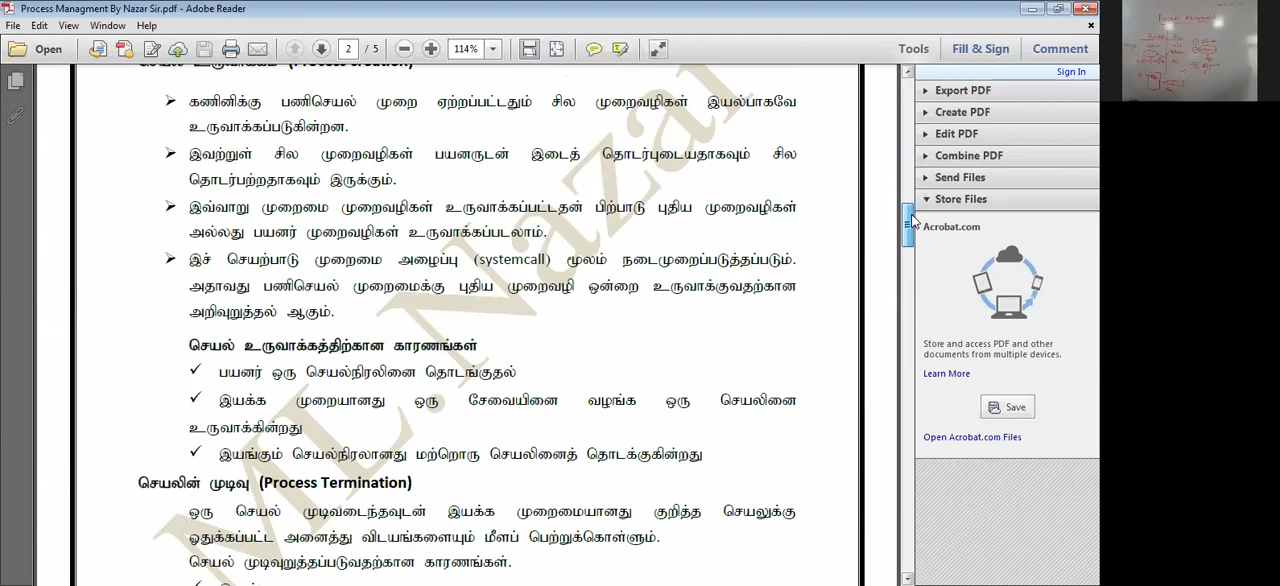 Process Managment By Nazar Sir.pdf - Adobe Reader
File Edit View Window Help
Open 2 / 5 114% Tools Fill & Sign Comment
Sign In
செயல் உருவாக்கம் (Process creation)
➢ கணினிக்கு பணிசெயல் முறை ஏற்றப்பட்டதும் சில முறைவழிகள் இயல்பாகவே
உருவாக்கப்படுகின்றன.
➢ இவற்றுள் சில முறைவழிகள் பயனருடன் இடைத் தொடர்புடையதாகவும் சில
தொடர்பற்றதாகவும் இருக்கும்.
➢ இவ்வாறு முறைமை முறைவழிகள் உருவாக்கப்பட்டதன் பிற்பாடு புதிய முறைவழிகள்
அல்லது பயனர் முறைவழிகள் உருவாக்கப்படலாம்.
➢ இச் செயற்பாடு முறைமை அழைப்பு (systemcall) மூலம் நடைமுறைப்படுத்தப்படும்.
அதாவது பணிசெயல் முறைமைக்கு புதிய முறைவழி ஒன்றை உருவாக்குவதற்கான
அறிவுறுத்தல் ஆகும்.
செயல் உருவாக்கத்திற்கான காரணங்கள்
✓ பயனர் ஒரு செயல்நிரலினை தொடங்குதல்
✓ இயக்க முறையானது ஒரு சேவையினை வழங்க ஒரு செயலினை
உருவாக்கின்றது
✓ இயங்கும் செயல்நிரலானது மற்றொரு செயலினைத் தொடக்குகின்றது
செயலின் முடிவு (Process Termination)
ஒரு செயல் முடிவடைந்தவுடன் இயக்க முறைமையானது குறித்த செயலுக்கு
ஒதுக்கப்பட்ட அனைத்து விடயங்களையும் மீளப் பெற்றுக்கொள்ளும்.
செயல் முடிவுறுத்தப்படுவதற்கான காரணங்கள்.
ML.Nazar
Export PDF
Create PDF
Edit PDF
Combine PDF
Send Files
Store Files
Acrobat.com
Store and access PDF and other
documents from multiple devices.
Learn More
Save
Open Acrobat.com Files